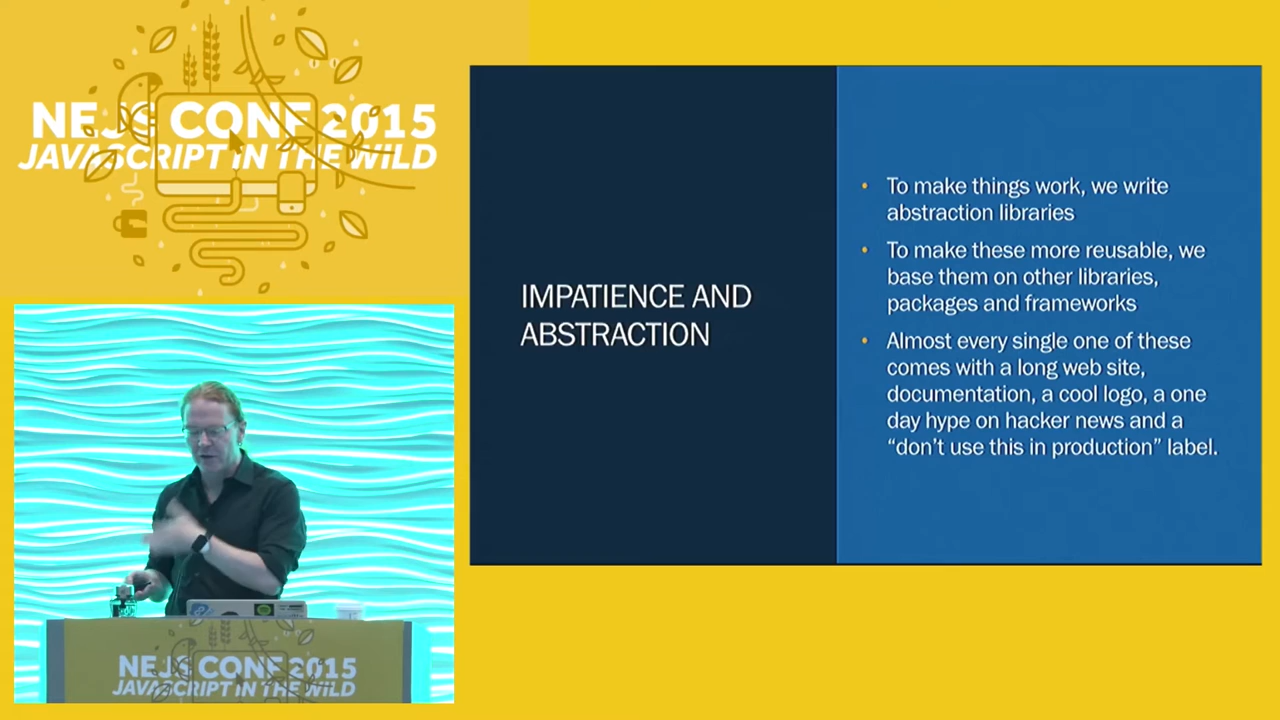 NEJS CONF 2015
JAVASCRIPT IN THE WILD
IMPATIENCE AND
ABSTRACTION
• To make things work, we write
abstraction libraries
• To make these more reusable, we
base them on other libraries,
packages and frameworks
• Almost every single one of these
comes with a long web site,
documentation, a cool logo, a one
day hype on hacker news and a
“don’t use this in production” label.
NEJS CONF 2015
JAVASCRIPT IN THE WILD